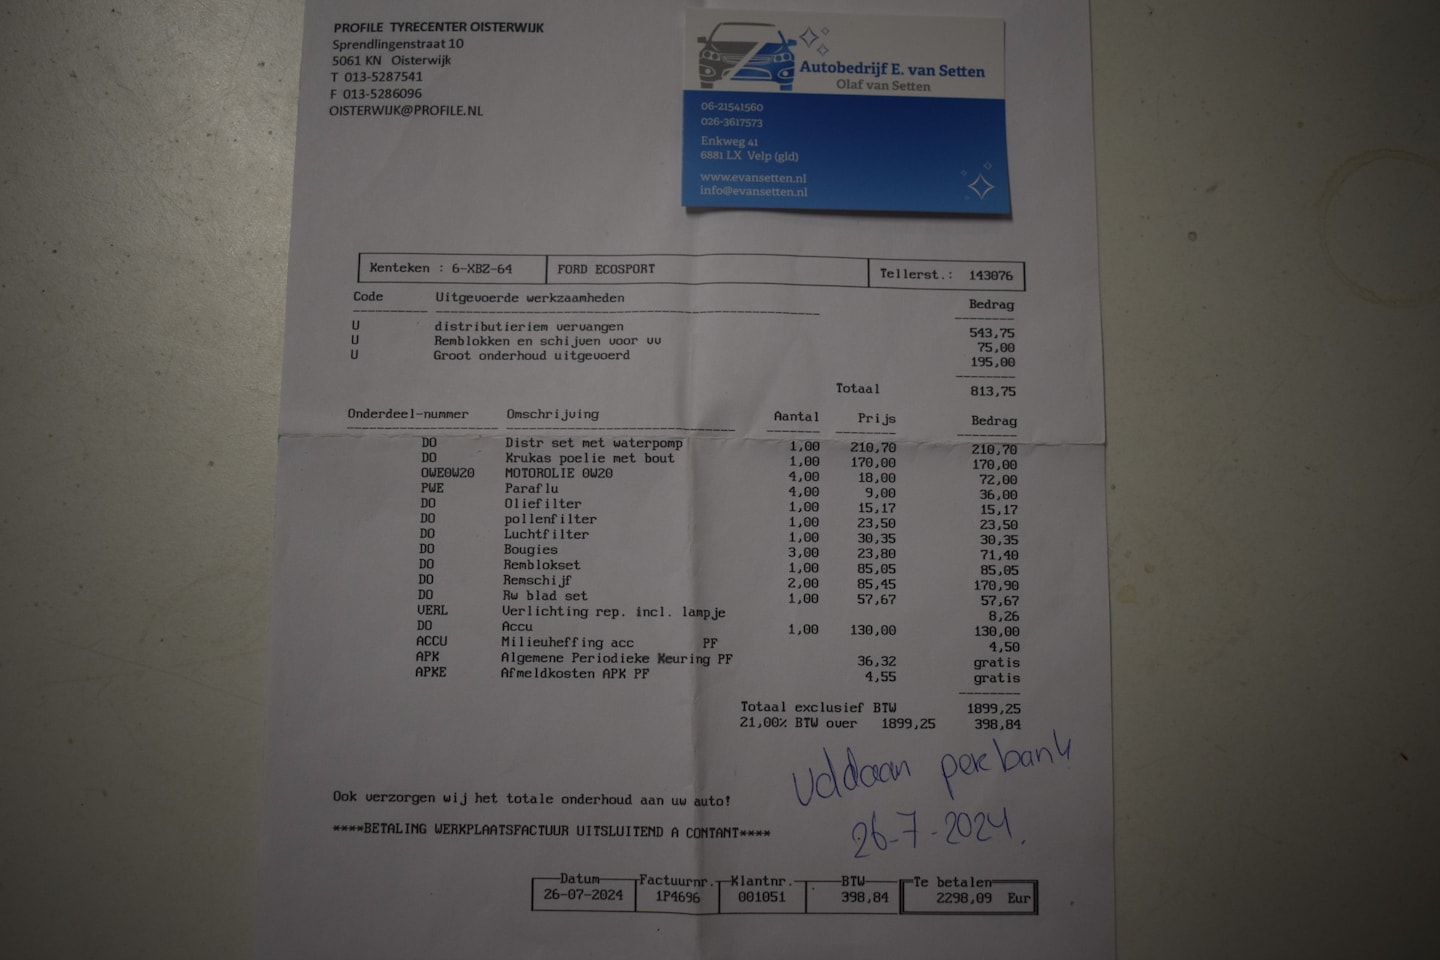 PROFILE TYRECENTER OISTERWIJK
Sprendlingenstraat 10
5061 KN Oisterwijk
T 013-5287541
F 013-5286096
OISTERWIJK@PROFILE.NL
Autobedrijf E. van Setten
Olaf van Setten
06-21541560
026-3617573
Enkweg 41
6881 LX Velp (gld)
www.evansetten.nl
info@evansetten.nl
Kenteken : 6-XBZ-64 FORD ECOSPORT Tellerst.: 143076
Code Uitgevoerde werkzaamheden Bedrag
U distributieriem vervangen 543,75
U Remblokken en schijven voor vv 75,00
U Groot onderhoud uitgevoerd 195,00
Totaal 813,75
Onderdeel-nummer Omschrijving Aantal Prijs Bedrag
DO Distr set met waterpomp 1,00 210,70 210,70
DO Krukas poelie met bout 1,00 170,00 170,00
OWE0W20 MOTOROLIE 0W20 4,00 18,00 72,00
PWE Paraflu 4,00 9,00 36,00
DO Oliefilter 1,00 15,17 15,17
DO pollenfilter 1,00 23,50 23,50
DO Luchtfilter 1,00 30,35 30,35
DO Bougies 3,00 23,80 71,40
DO Remblokset 1,00 85,05 85,05
DO Remschijf 2,00 85,45 170,90
DO Rw blad set 1,00 57,67 57,67
VERL Verlichting rep. incl. lampje 8,26
DO Accu 1,00 130,00 130,00
ACCU Milieuheffing acc PF 4,50
APK Algemene Periodieke Keuring PF 36,32 gratis
APKE Afmeldkosten APK PF 4,55 gratis
Totaal exclusief BTW 1899,25
21,00% BTW over 1899,25 398,84
Voldaan per bank
26-7-2024.
Ook verzorgen wij het totale onderhoud aan uw auto!
****BETALING WERKPLAATSFACTUUR UITSLUITEND A CONTANT****
Datum Factuurnr. Klantnr. BTW Te betalen
26-07-2024 1P4696 001051 398,84 2298,09 Eur